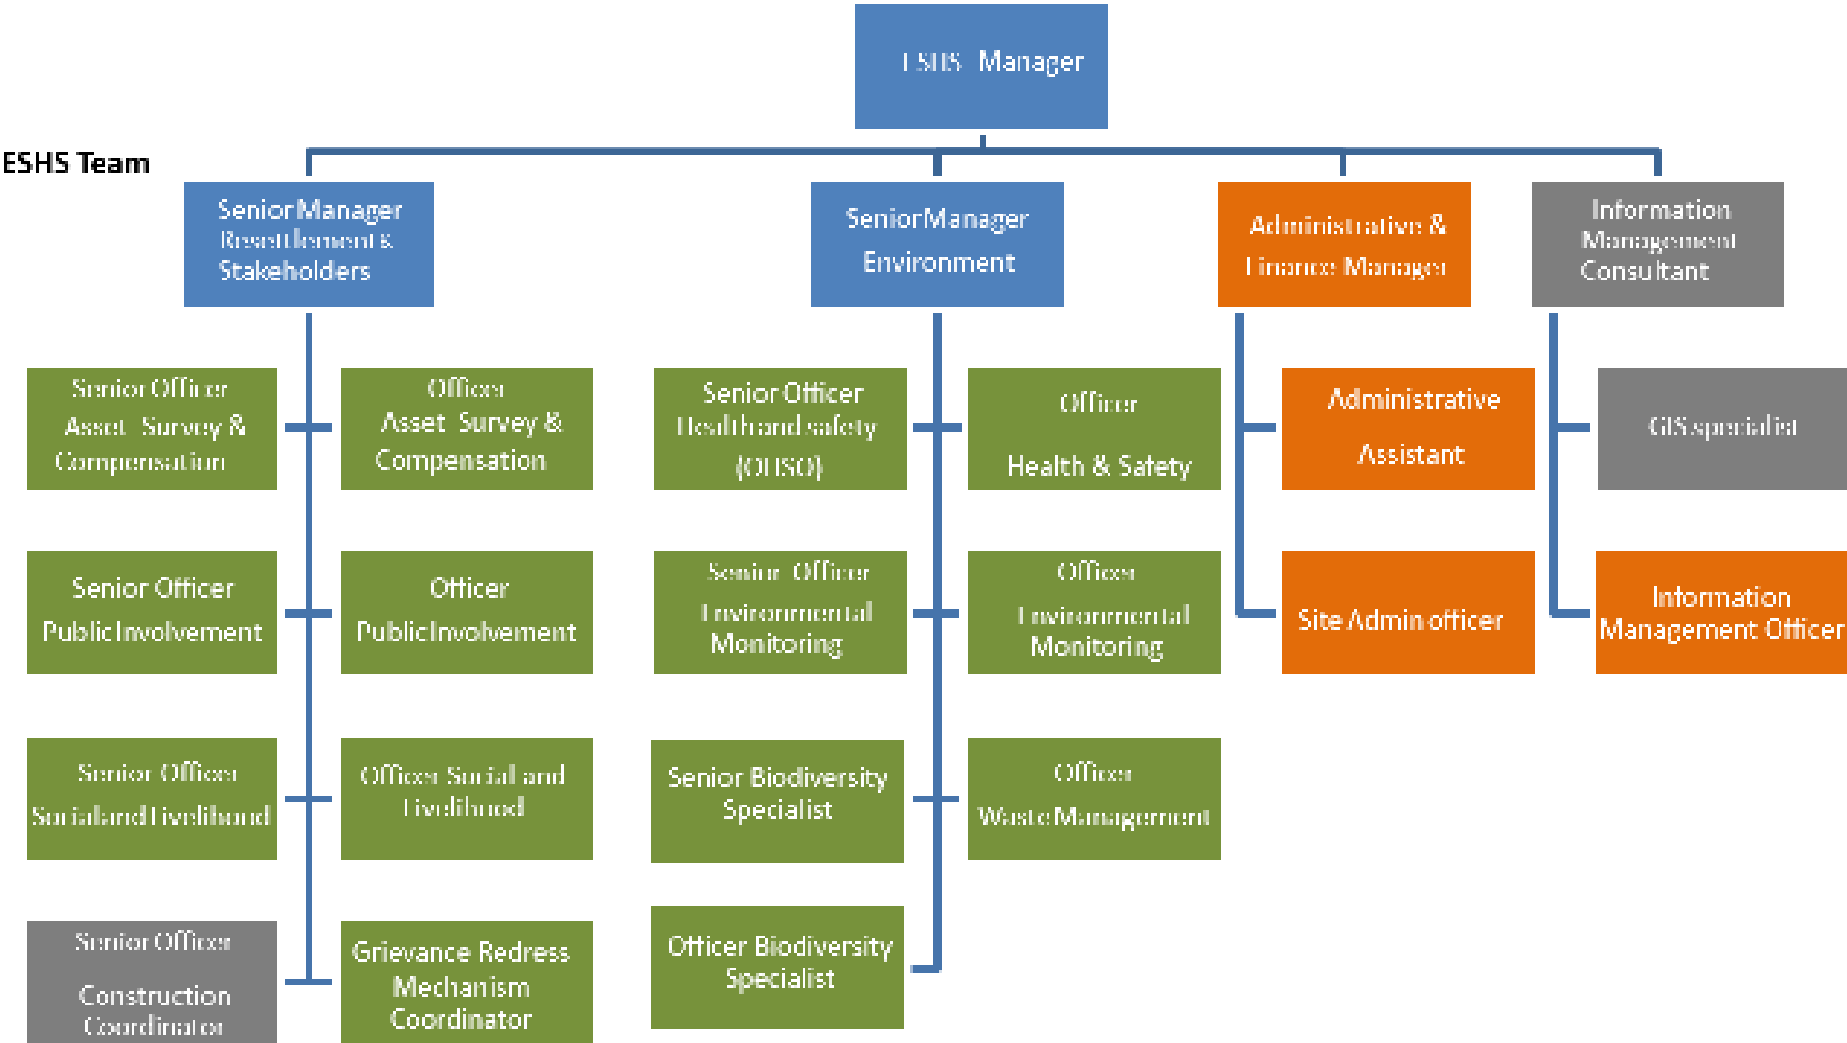 ESHS Manager
ESHS Team
Senior Manager
Resettlement &
Stakeholders
Senior Manager
Environment
Administrative &
Finance Manager
Information
Management
Consultant
Senior Officer
Asset Survey &
Compensation
Officer
Asset Survey &
Compensation
Senior Officer
Health and safety
(OHSO)
Officer
Health & Safety
Administrative
Assistant
GIS specialist
Senior Officer
Public Involvement
Officer
Public Involvement
Senior Officer
Environmental
Monitoring
Officer
Environmental
Monitoring
Site Admin officer
Information
Management Officer
Senior Officer
Social and Livelihood
Officer Social and
Livelihood
Senior Biodiversity
Specialist
Officer
Waste Management
Senior Officer
Construction
Coordinator
Grievance Redress
Mechanism
Coordinator
Officer Biodiversity
Specialist